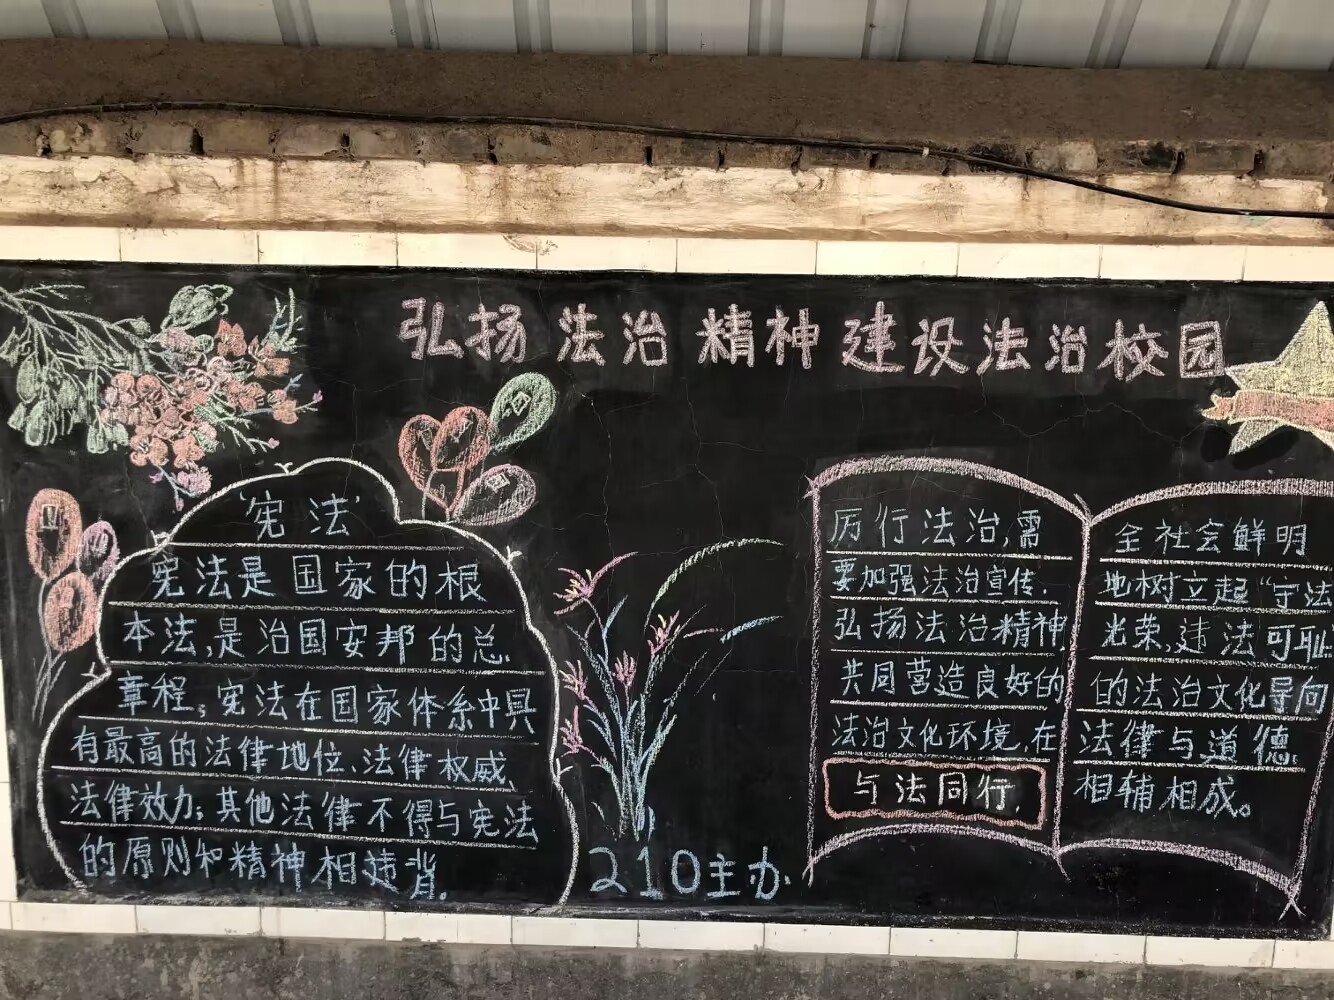 弘扬法治精神建设法治校园
'宪法'
宪法是国家的根
本法,是治国安邦的总
章程;宪法在国家体系中具
有最高的法律地位、法律权威、
法律效力;其他法律不得与宪法
的原则和精神相违背。
210主办
厉行法治,需
要加强法治宣传.
弘扬法治精神
共同营造良好的
法治文化环境,在
与法同行.
全社会鲜明
地树立起“守法
光荣,违法可耻
的法治文化导向
法律与道德
相辅相成。